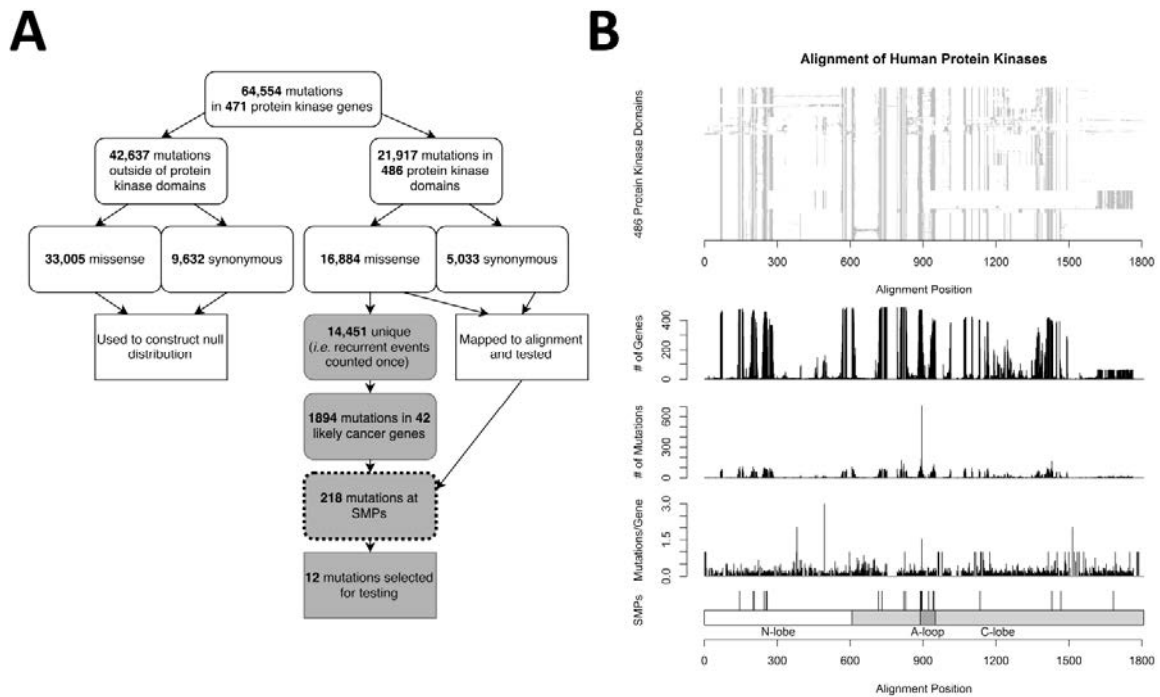 A
64,554 mutations
in 471 protein kinase genes
42,637 mutations
outside of protein
kinase domains
21,917 mutations in
486 protein kinase
domains
33,005 missense
9,632 synonymous
16,884 missense
5,033 synonymous
Used to construct null
distribution
14,451 unique
(i.e. recurrent events
counted once)
Mapped to alignment
and tested
1894 mutations in 42
likely cancer genes
218 mutations at
SMPs
12 mutations selected
for testing
B
Alignment of Human Protein Kinases
486 Protein Kinase Domains
0 300 600 900 1200 1500 1800
Alignment Position
# of Genes
400
200
0
# of Mutations
600
300
0
Mutations/Gene
3.0
1.5
0.0
SMPs
N-lobe A-loop C-lobe
0 300 600 900 1200 1500 1800
Alignment Position